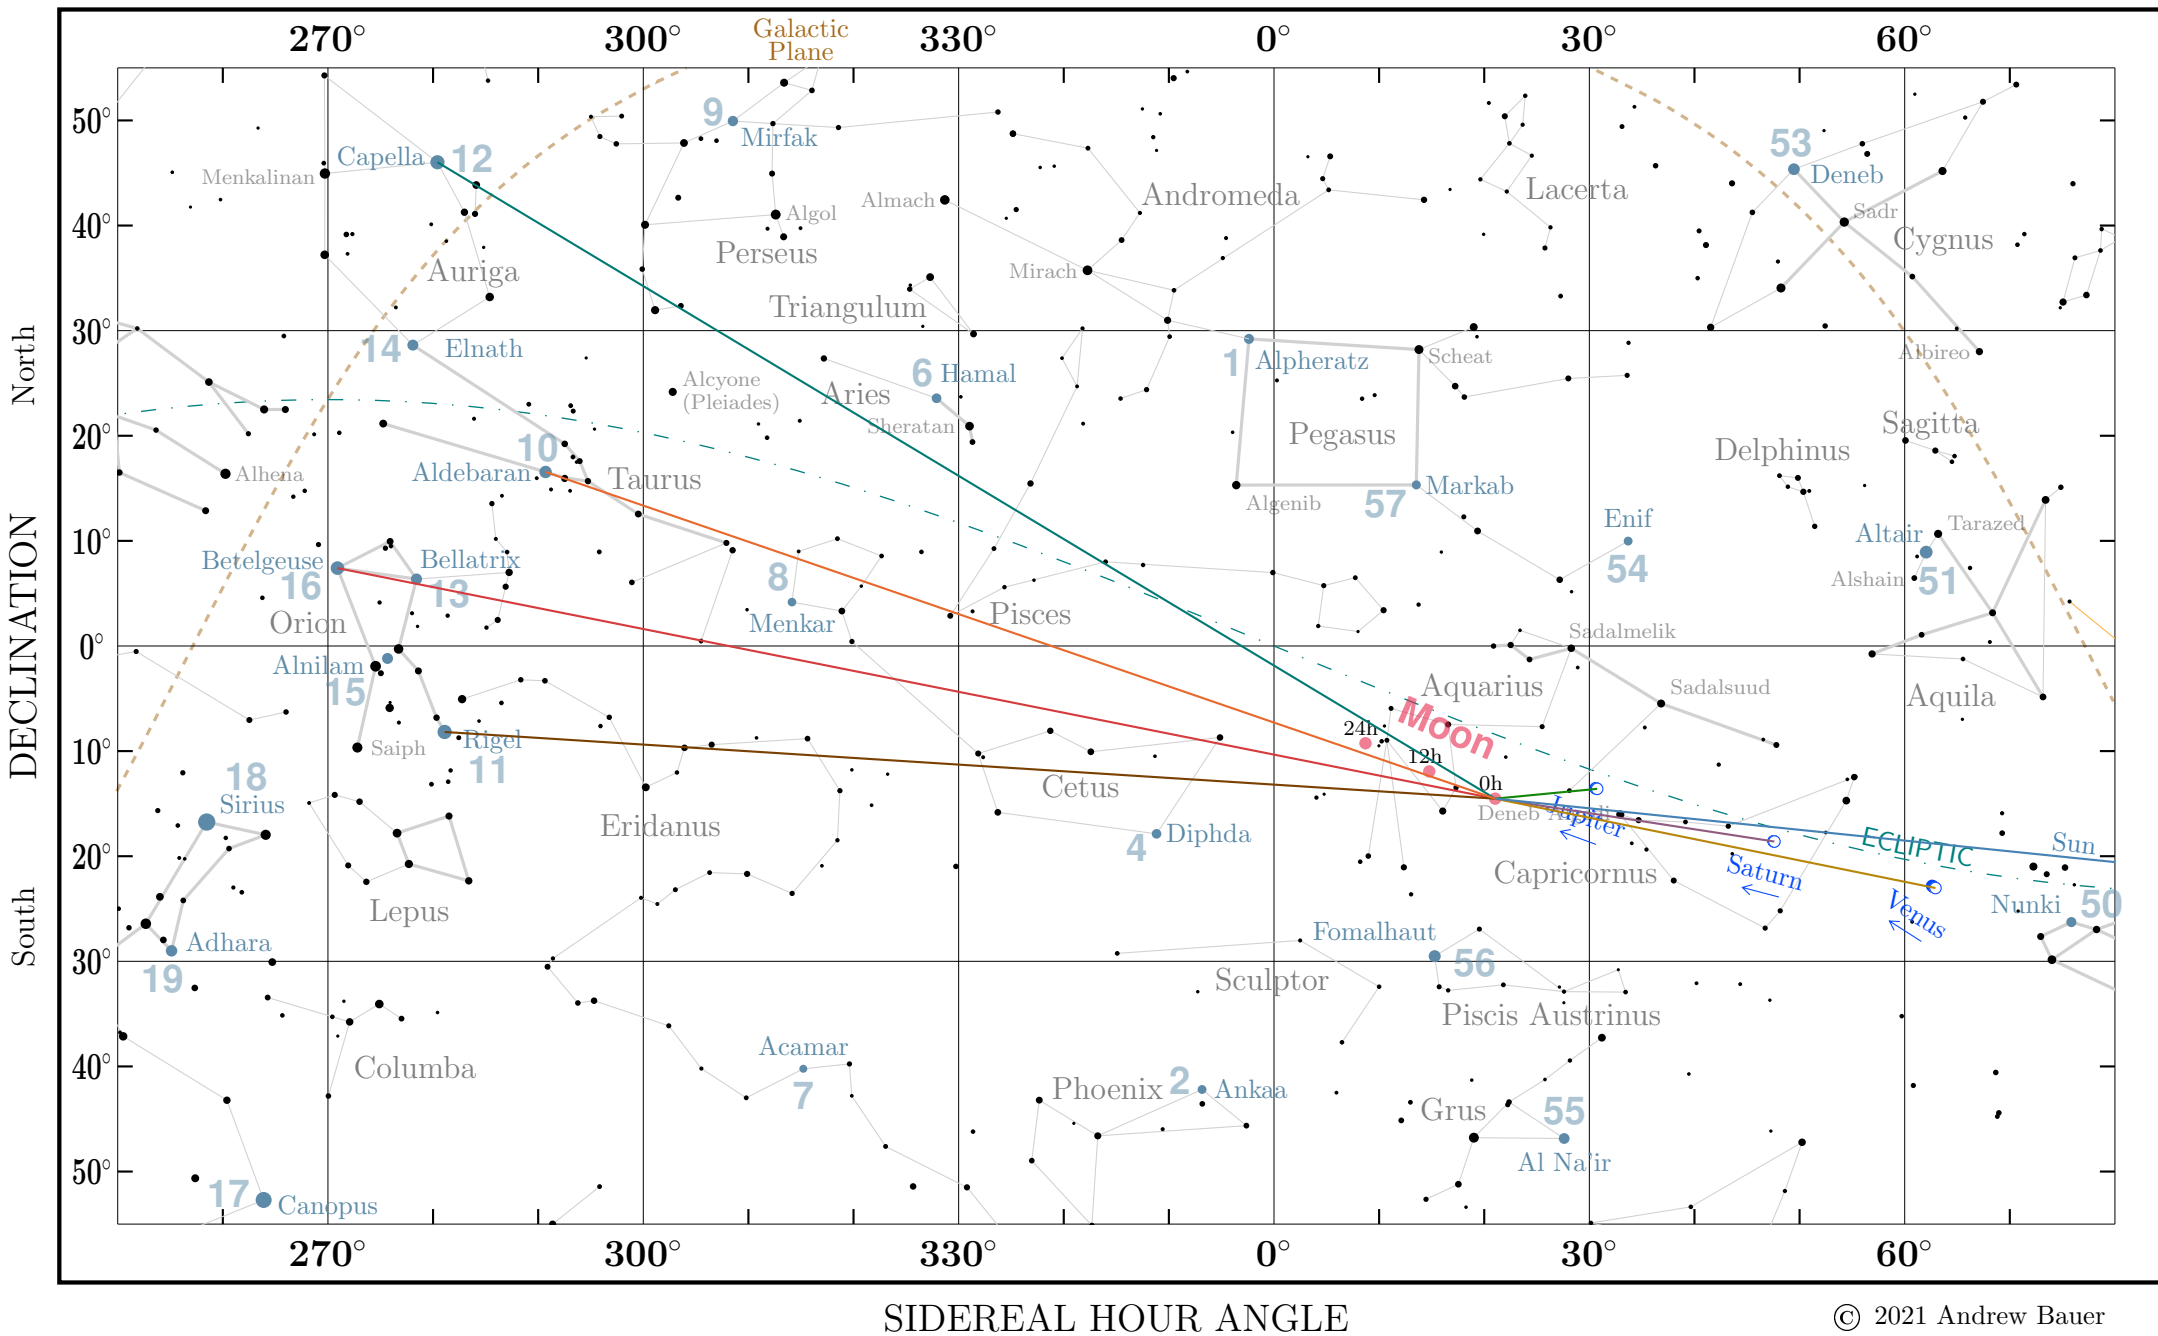 270° 300° Galactic 330° 0° 30° 60°
Plane
50°
9
Mirfak
53
Capella 12
Deneb
Menkalinan
Andromeda
Lacerta
Almach
Algol
Sadr
40°
Perseus
Cygnus
Auriga
Mirach
Triangulum
30°
14 Elnath
1 Alpheratz
Scheat
Albireo
Alcyone
(Pleiades)
6 Hamal
Aries
Sheratan
20°
10
Pegasus
Sagitta
Delphinus
Alhena
Aldebaran
Taurus
57 Markab
Algenib
Enif
Tarazed
Altair
10°
Betelgeuse
Bellatrix
54
16
13
8
Alshain 51
Orion
Menkar
Pisces
Sadalmelik
0°
Alnilam
15
Aquarius
Sadalsuud
Aquila
Moon
24h
Saiph
Rigel
10°
11
12h
18
Cetus
0h
Sirius
Eridanus
Deneb Algedi
Jupiter
4 Diphda
ECLIPTIC
Sun
20°
Capricornus
Saturn
Venus
Nunki 50
Lepus
Adhara
Fomalhaut
19
56
30°
Sculptor
Piscis Austrinus
Acamar
40°
Columba
7
Phoenix 2 Ankaa
Grus 55
Al Na'ir
50°
17 Canopus
270° 300° 330° 0° 30° 60°
North
DECLINATION
South
SIDEREAL HOUR ANGLE
© 2021 Andrew Bauer